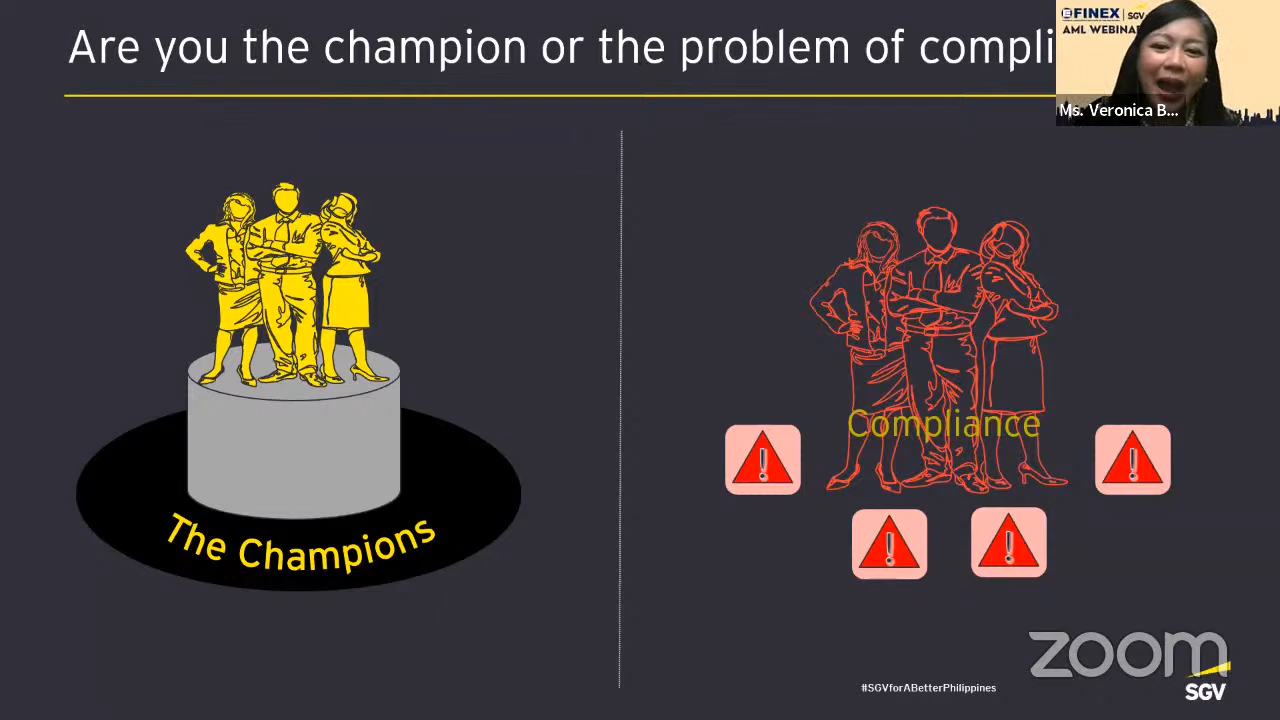 Are you the champion or the problem of compli
FINEX SGV
AML WEBINA
Ms. Veronica B...
The Champions
Compliance
zoom
#SGVforABetterPhilippines
SGV